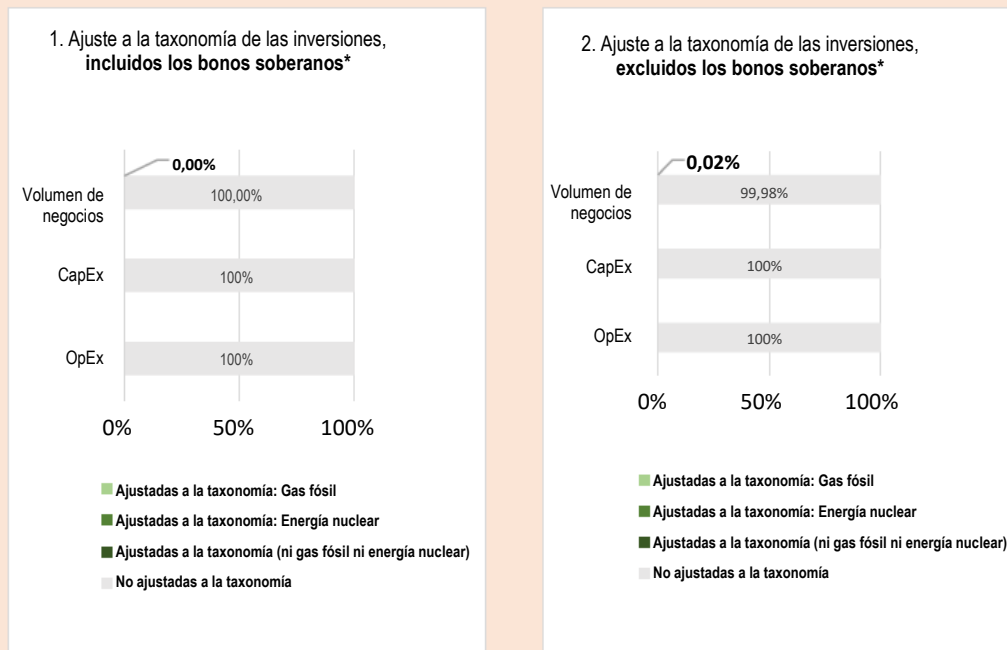 1. Ajuste a la taxonomía de las inversiones,
incluidos los bonos soberanos*
0,00%
Volumen de
negocios
100,00%
CapEx
100%
OpEx
100%
0%
50%
100%
Ajustadas a la taxonomía: Gas fósil
Ajustadas a la taxonomía: Energía nuclear
Ajustadas a la taxonomía (ni gas fósil ni energía nuclear)
No ajustadas a la taxonomía
2. Ajuste a la taxonomía de las inversiones,
excluidos los bonos soberanos*
0,02%
Volumen de
negocios
99,98%
CapEx
100%
OpEx
100%
0%
50%
100%
Ajustadas a la taxonomía: Gas fósil
Ajustadas a la taxonomía: Energía nuclear
Ajustadas a la taxonomía (ni gas fósil ni energía nuclear)
No ajustadas a la taxonomía